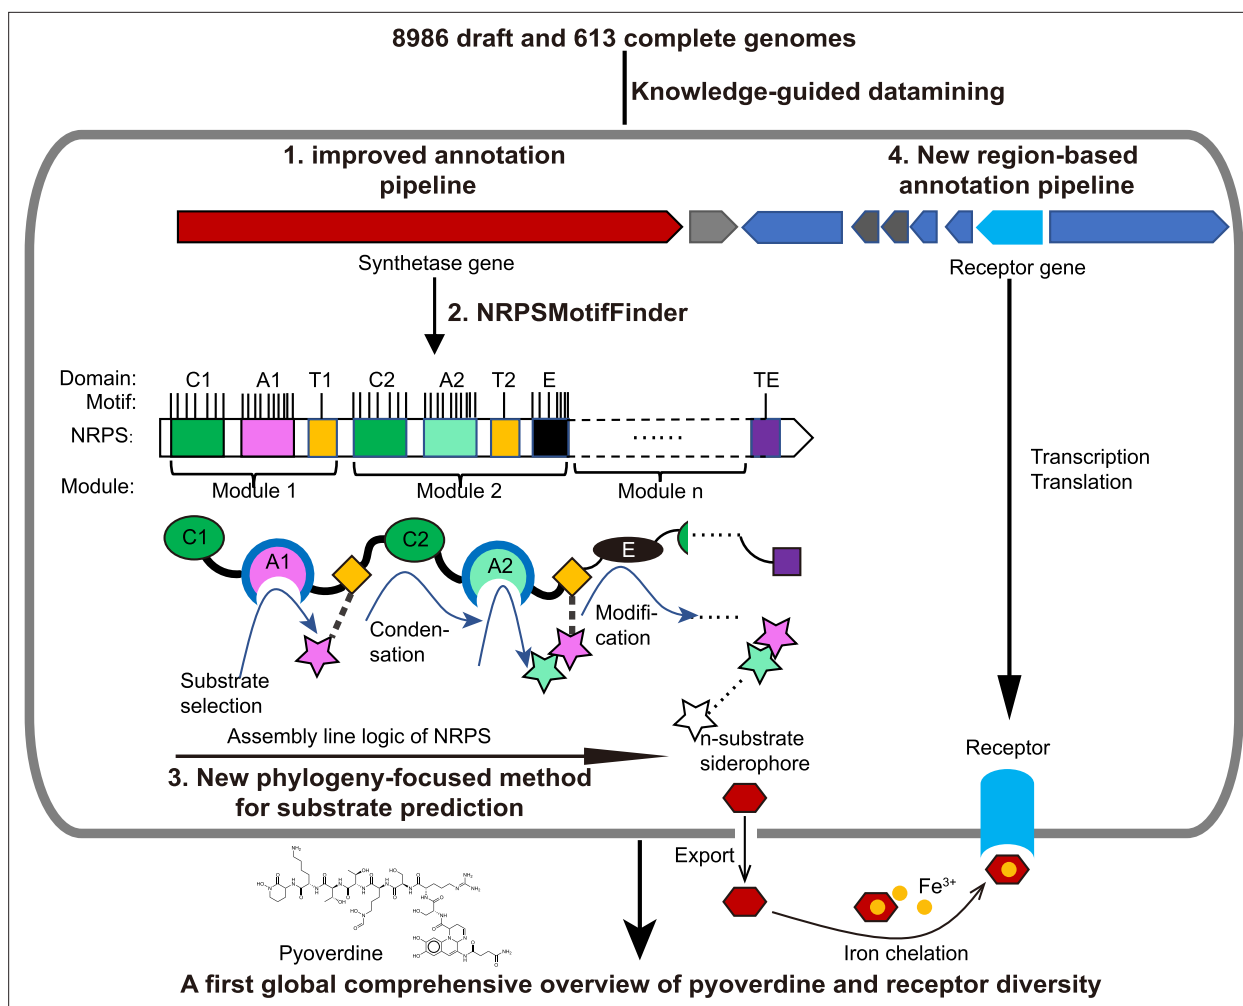 8986 draft and 613 complete genomes
Knowledge-guided datamining
1. improved annotation
pipeline
4. New region-based
annotation pipeline
Synthetase gene
Receptor gene
2. NRPSMotifFinder
Domain:
C1 A1 T1 C2 A2 T2 E TE
Motif:
NRPS:
......
Module:
Module 1
Module 2
Module n
Transcription
Translation
C1
A1
C2
A2
E
Conden-
sation
Modifi-
cation
Substrate
selection
Assembly line logic of NRPS
n-substrate
siderophore
Receptor
3. New phylogeny-focused method
for substrate prediction
Export
Fe³⁺
Pyoverdine
Iron chelation
A first global comprehensive overview of pyoverdine and receptor diversity